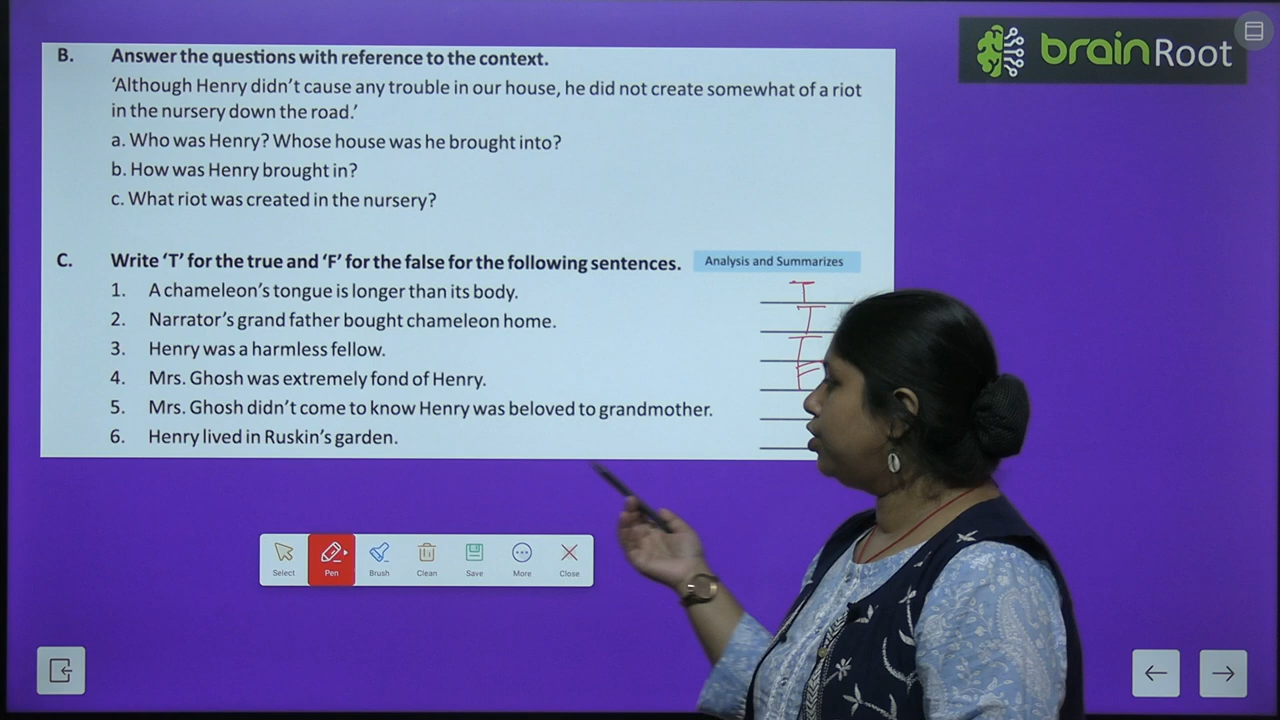 brainRoot
B. Answer the questions with reference to the context.
‘Although Henry didn’t cause any trouble in our house, he did not create somewhat of a riot
in the nursery down the road.’
a. Who was Henry? Whose house was he brought into?
b. How was Henry brought in?
c. What riot was created in the nursery?
C. Write ‘T’ for the true and ‘F’ for the false for the following sentences. Analysis and Summarizes
1. A chameleon’s tongue is longer than its body. T
2. Narrator’s grand father bought chameleon home. T
3. Henry was a harmless fellow. T
4. Mrs. Ghosh was extremely fond of Henry. F
5. Mrs. Ghosh didn’t come to know Henry was beloved to grandmother.
6. Henry lived in Ruskin’s garden.
Select Pen Brush Clean Save More Close